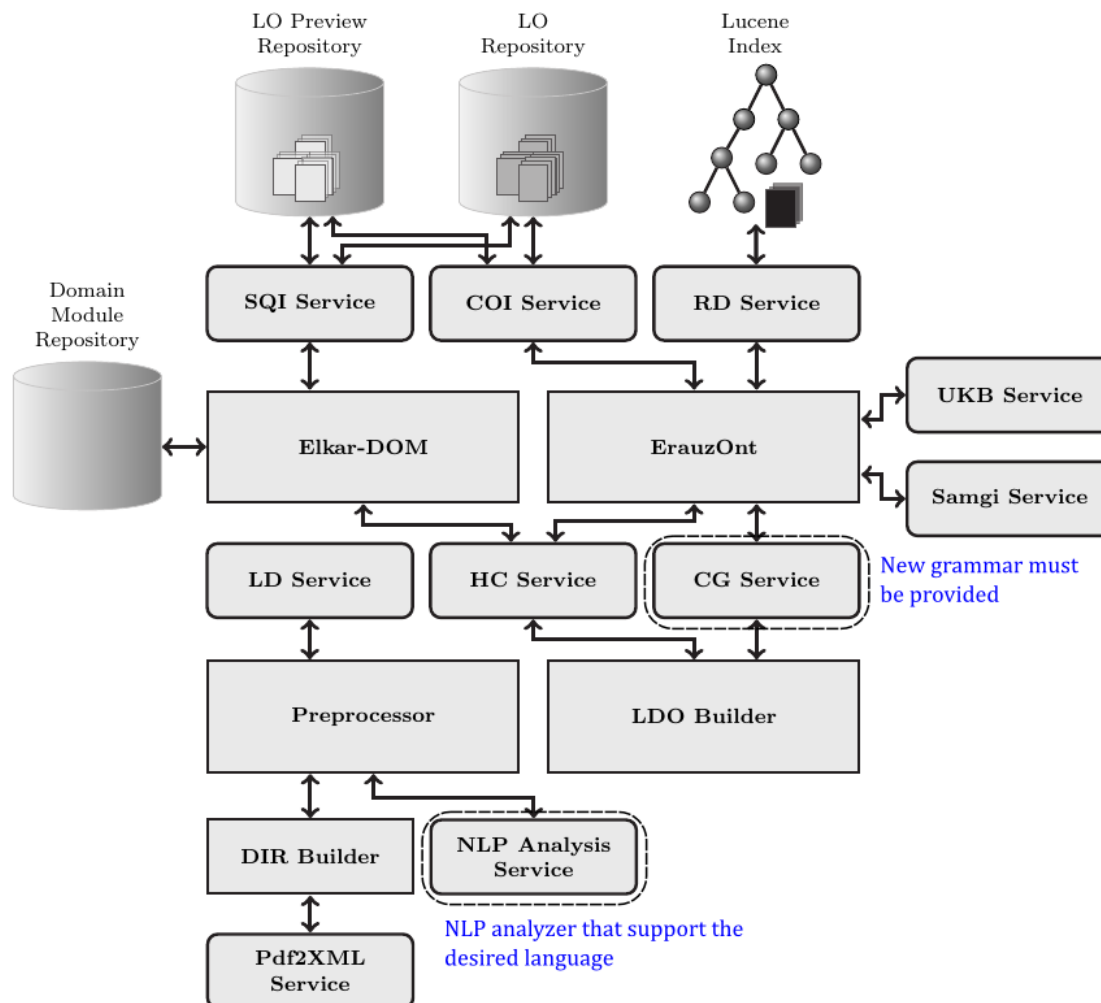 LO Preview
Repository
LO
Repository
Lucene
Index
SQI Service
COI Service
RD Service
Domain
Module
Repository
Elkar-DOM
ErauzOnt
UKB Service
Samgi Service
LD Service
HC Service
CG Service
New grammar must
be provided
Preprocessor
LDO Builder
DIR Builder
NLP Analysis
Service
NLP analyzer that support the
desired language
Pdf2XML
Service